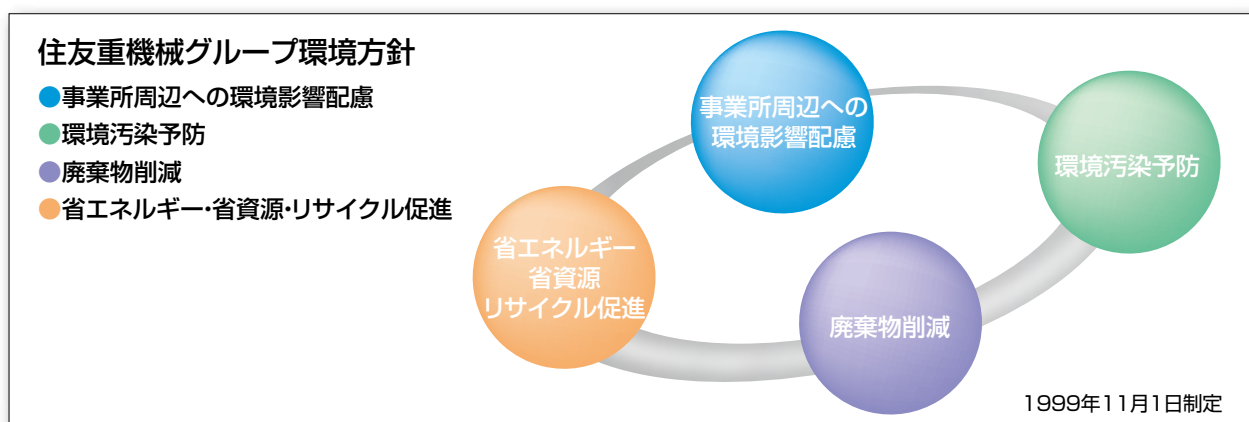 住友重機械グループ環境方針
●事業所周辺への環境影響配慮
●環境汚染予防
●廃棄物削減
●省エネルギー・省資源・リサイクル促進
事業所周辺への
環境影響配慮
環境汚染予防
省エネルギー
省資源
リサイクル促進
廃棄物削減
1999年11月1日制定